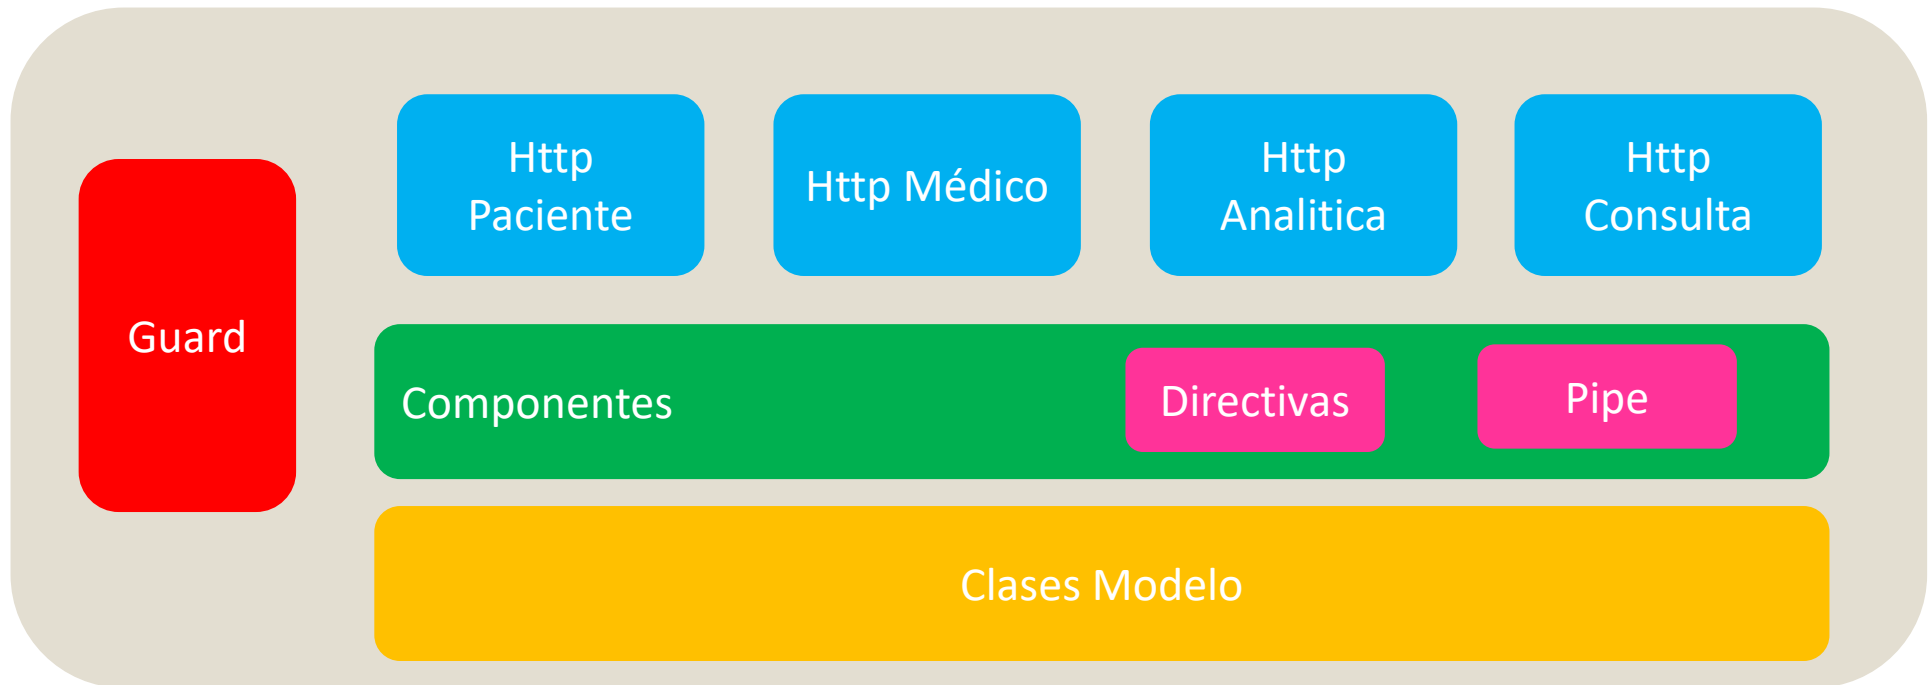 Http
Paciente
Http Médico
Http
Analitica
Http
Consulta
Guard
Componentes
Directivas
Pipe
Clases Modelo